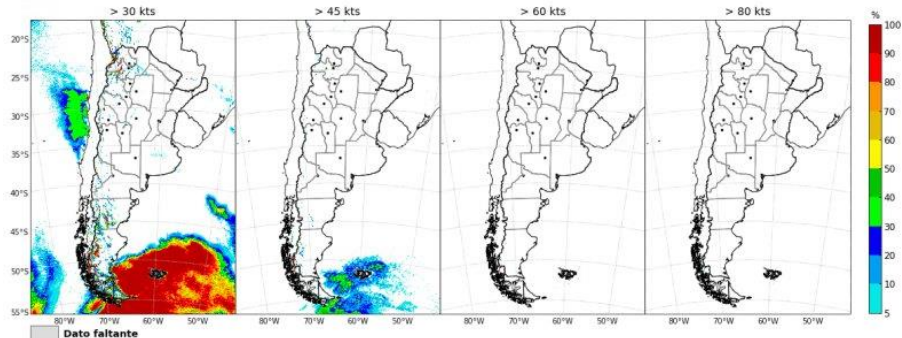 > 30 kts
> 45 kts
> 60 kts
> 80 kts
%
100
90
80
70
60
50
40
30
20
10
5
20°S
25°S
30°S
35°S
40°S
45°S
50°S
55°S
80°W 70°W 60°W 50°W
80°W 70°W 60°W 50°W
80°W 70°W 60°W 50°W
80°W 70°W 60°W 50°W
Dato faltante